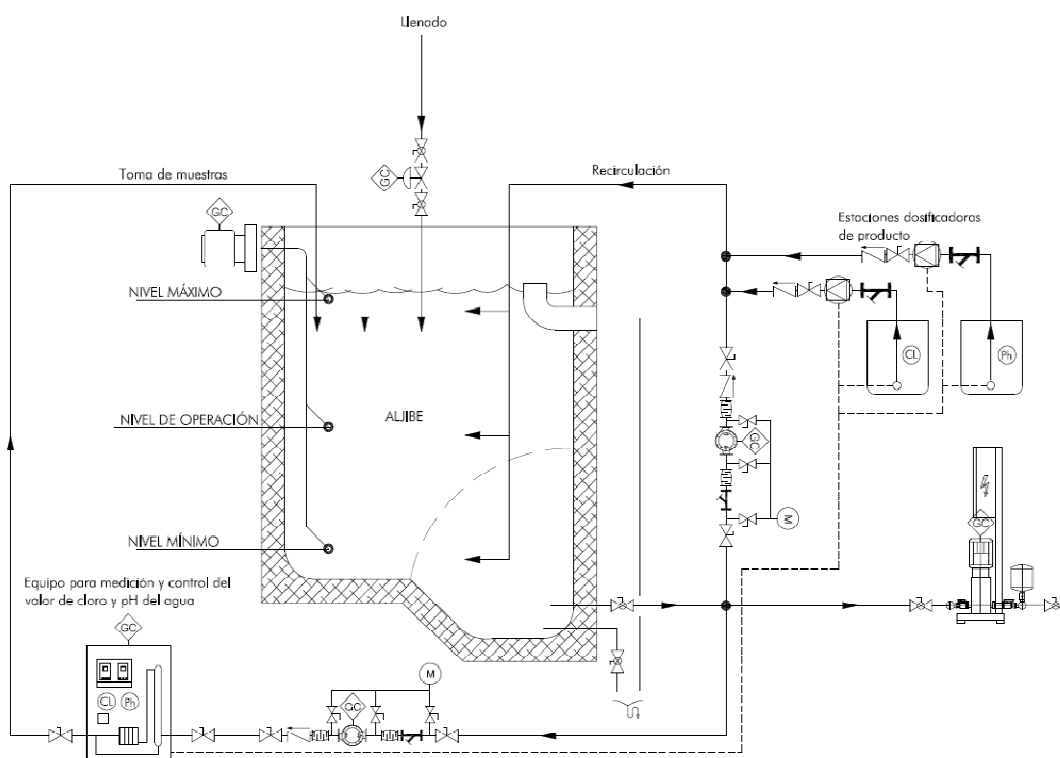 Llenado
GC
Toma de muestras
Recirculación
GC
Estaciones dosificadoras
de producto
NIVEL MÁXIMO
CL
Ph
NIVEL DE OPERACIÓN
ALJIBE
GC
M
GC
NIVEL MÍNIMO
Equipo para medición y control del
valor de cloro y pH del agua
GC
M
CL
Ph
GC